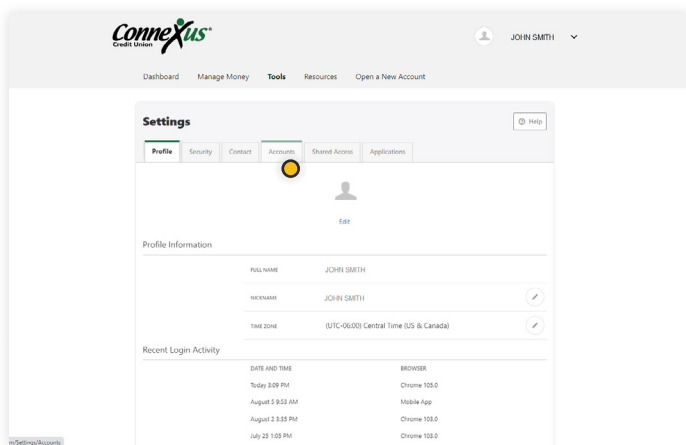 Connexus®
Credit Union
JOHN SMITH
Dashboard Manage Money Tools Resources Open a New Account
Settings
Help
Profile Security Contact Accounts Shared Access Applications
Edit
Profile Information
FULL NAME JOHN SMITH
NICKNAME JOHN SMITH
TIME ZONE (UTC-06:00) Central Time (US & Canada)
Recent Login Activity
DATE AND TIME BROWSER
Today 3:09 PM Chrome 103.0
August 5 9:53 AM Mobile App
August 2 3:35 PM Chrome 103.0
July 25 1:05 PM Chrome 103.0
m/Settings/Accounts